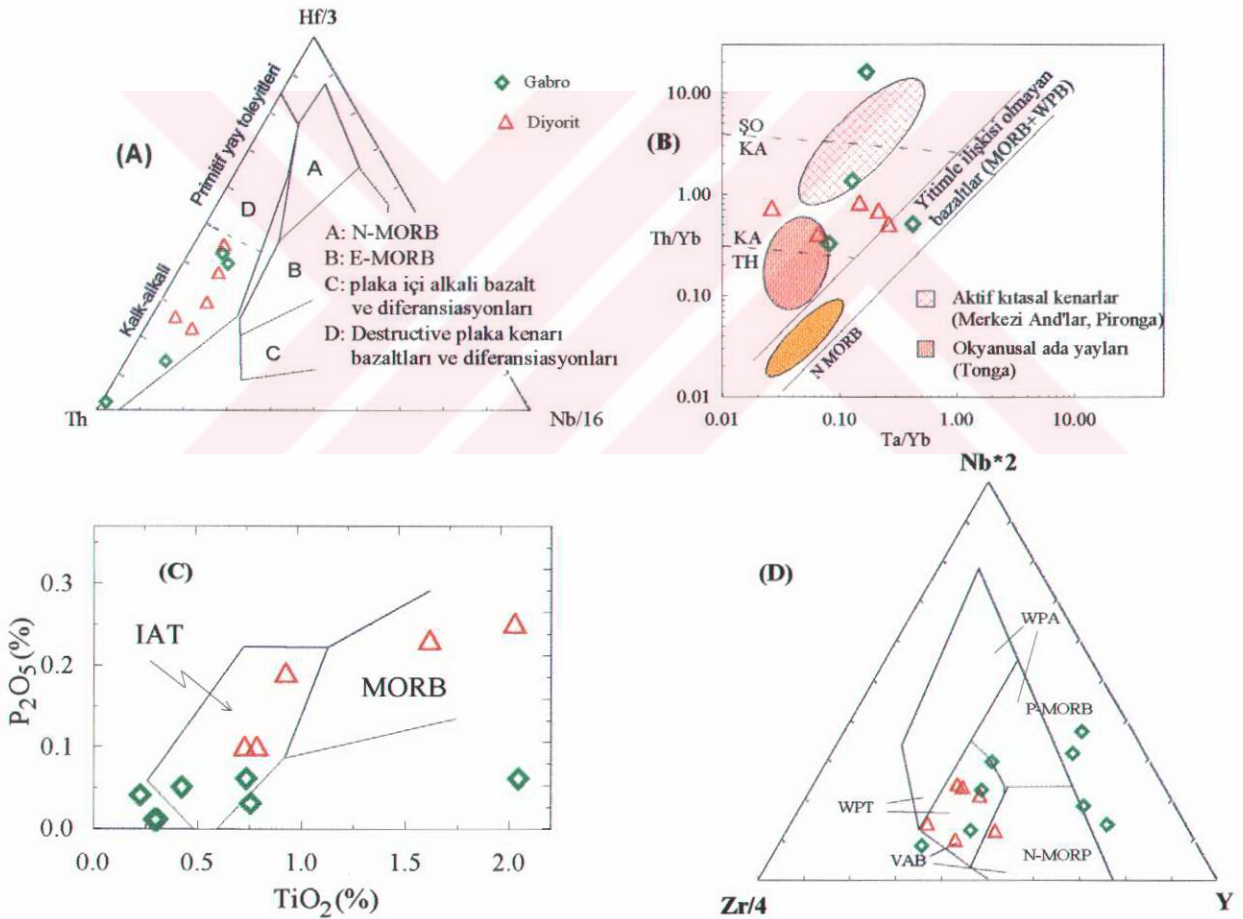 Hf/3
Gabro
Diyorit
(A)
Primitif yay toleyitleri
Kalk-alkali
A
D
B
C
A: N-MORB
B: E-MORB
C: plaka içi alkali bazalt
ve diferansiasyonları
D: Destructive plaka kenarı
bazaltları ve diferansiasyonları
Th
Nb/16
(B)
10.00
1.00
Th/Yb
0.10
0.01
ŞO
KA
KA
TH
Yitimle ilişkisi olmayan
bazaltlar (MORB+WPB)
N MORB
Aktif kıtasal kenarlar
(Merkezi And'lar, Pironga)
Okyanusal ada yayları
(Tonga)
0.01
0.10
1.00
10.00
Ta/Yb
(C)
0.3
0.2
0.1
0.0
P2O5(%)
IAT
MORB
0.0
0.5
1.0
1.5
2.0
TiO2(%)
Nb*2
(D)
WPA
P-MORB
WPT
VAB
N-MORP
Zr/4
Y